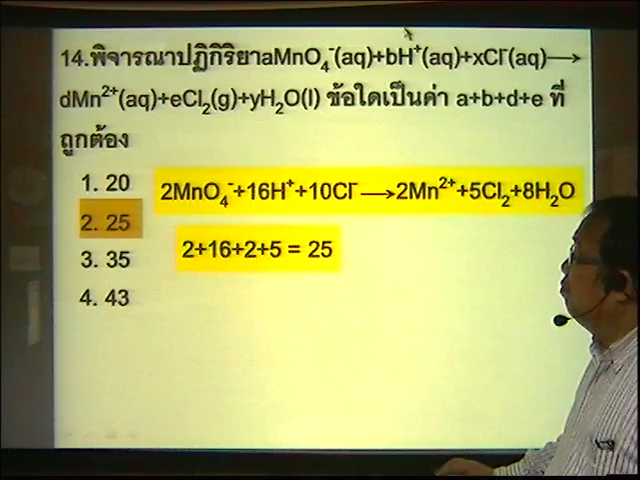 14.พิจารณาปฏิกิริยาaMnO₄⁻(aq)+bH⁺(aq)+xCl⁻(aq)⟶
dMn²⁺(aq)+eCl₂(g)+yH₂O(l) ข้อใดเป็นค่า a+b+d+e ที่
ถูกต้อง
1. 20
2MnO₄⁻+16H⁺+10Cl⁻⟶2Mn²⁺+5Cl₂+8H₂O
2. 25
2+16+2+5 = 25
3. 35
4. 43